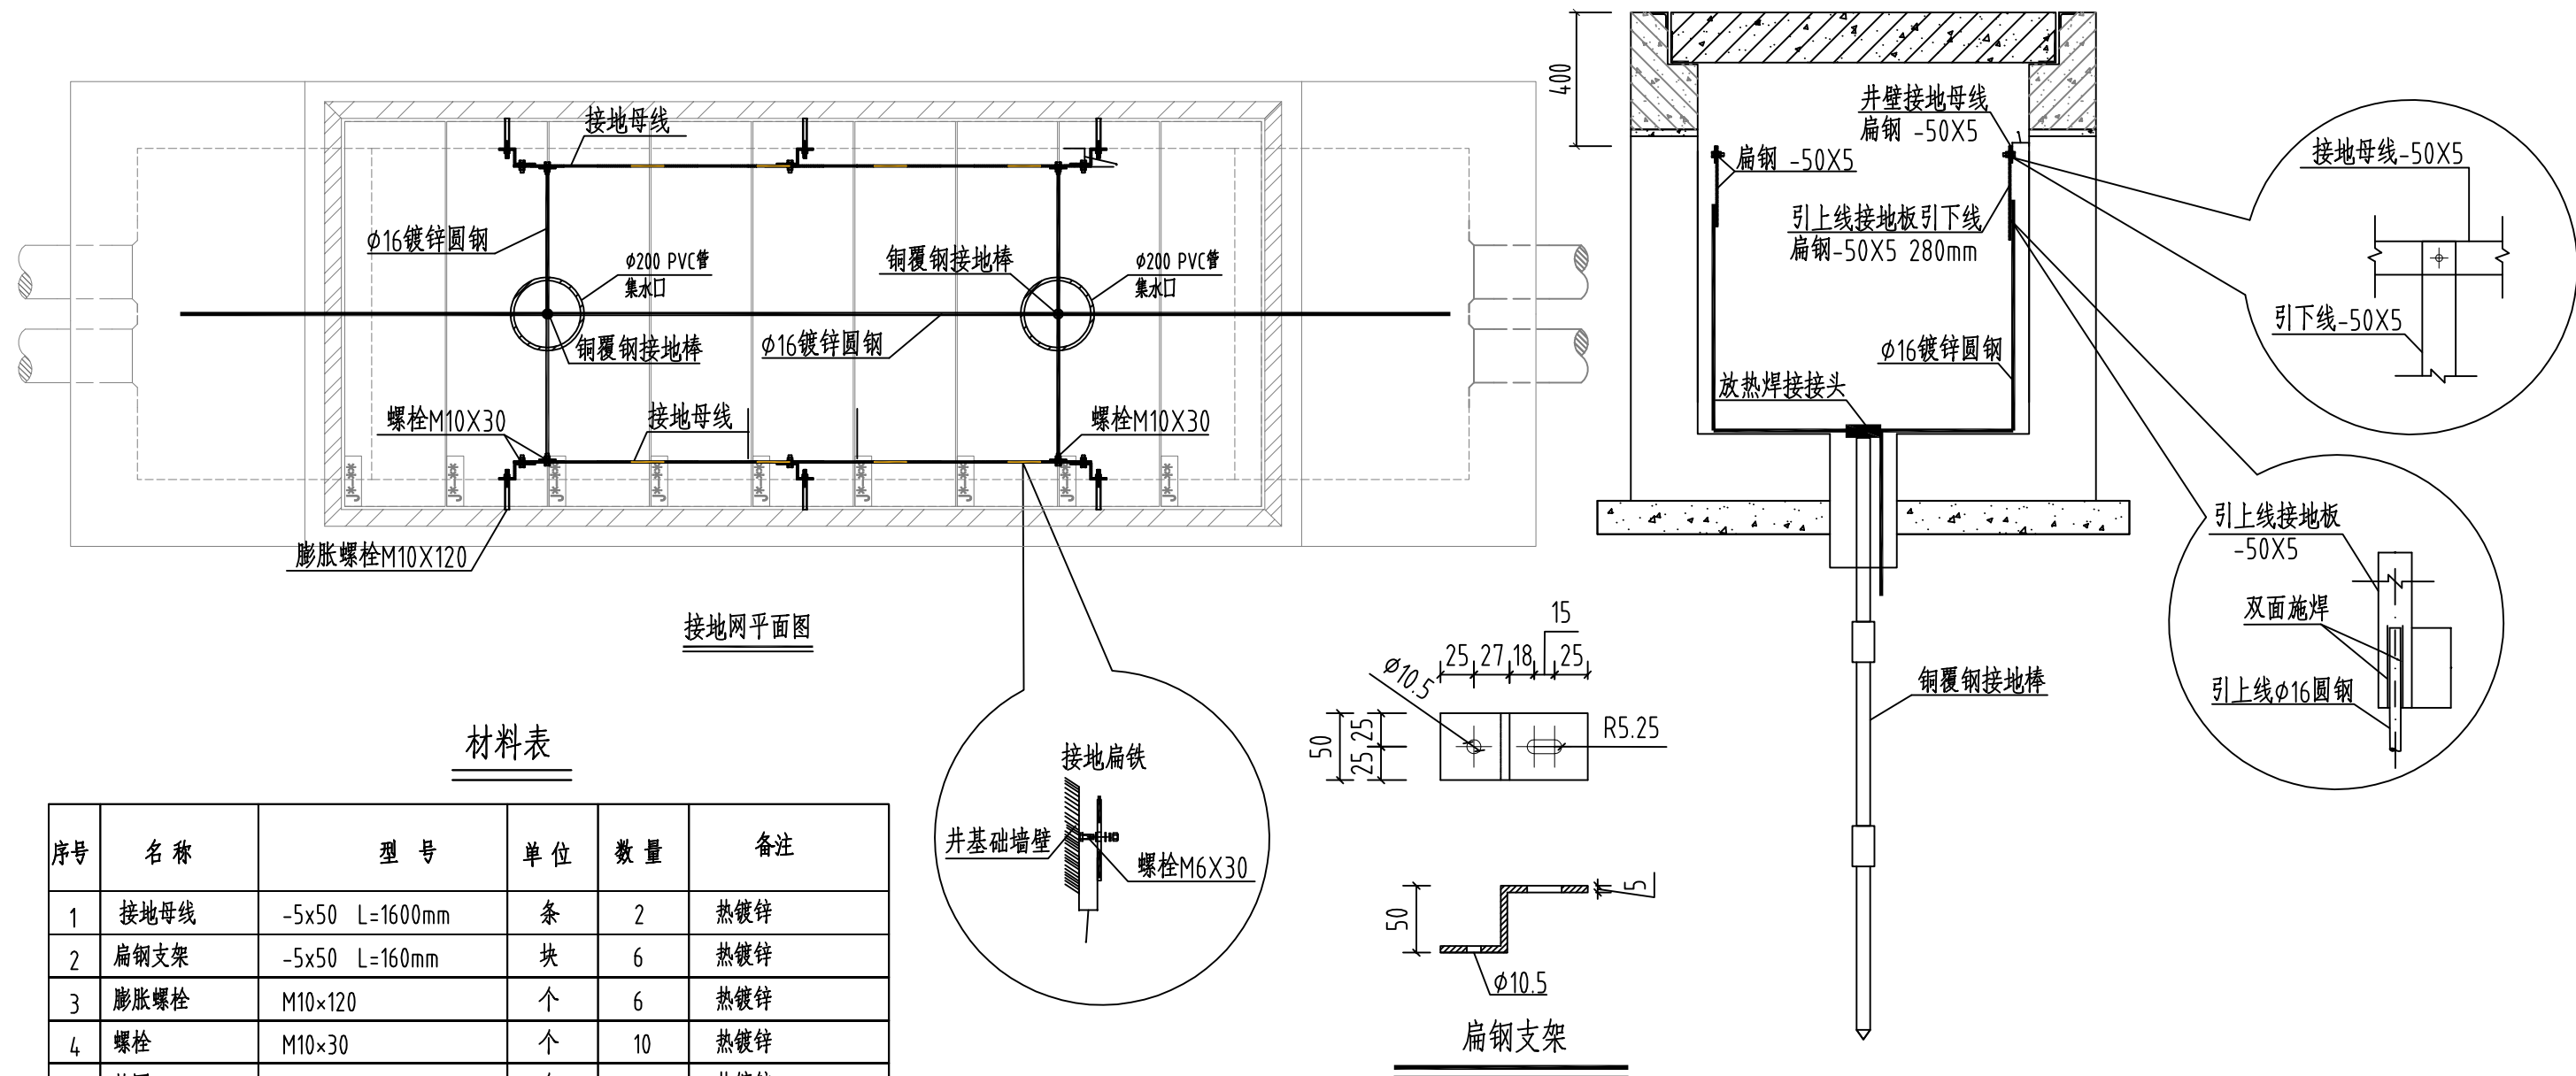 接地母线
ϕ16镀锌圆钢
ϕ200 PVC管
集水口
铜覆钢接地棒
ϕ200 PVC管
集水口
铜覆钢接地棒
ϕ16镀锌圆钢
螺栓M10X30
接地母线
螺栓M10X30
膨胀螺栓M10X120
接地网平面图
400
井壁接地母线
扁钢 -50X5
扁钢 -50X5
引上线接地板引下线
扁钢-50X5 280mm
ϕ16镀锌圆钢
放热焊接接头
铜覆钢接地棒
接地母线-50X5
引下线-50X5
引上线接地板
-50X5
双面施焊
引上线ϕ16圆钢
接地扁铁
井基础墙壁
螺栓M6X30
15
25 27 18 25
ϕ10.5
50
25 25
R5.25
50
5
ϕ10.5
扁钢支架
材料表
序号 名 称 型 号 单 位 数 量 备注
1 接地母线 -5x50 L=1600mm 条 2 热镀锌
2 扁钢支架 -5x50 L=160mm 块 6 热镀锌
3 膨胀螺栓 M10×120 个 6 热镀锌
4 螺栓 M10×30 个 10 热镀锌